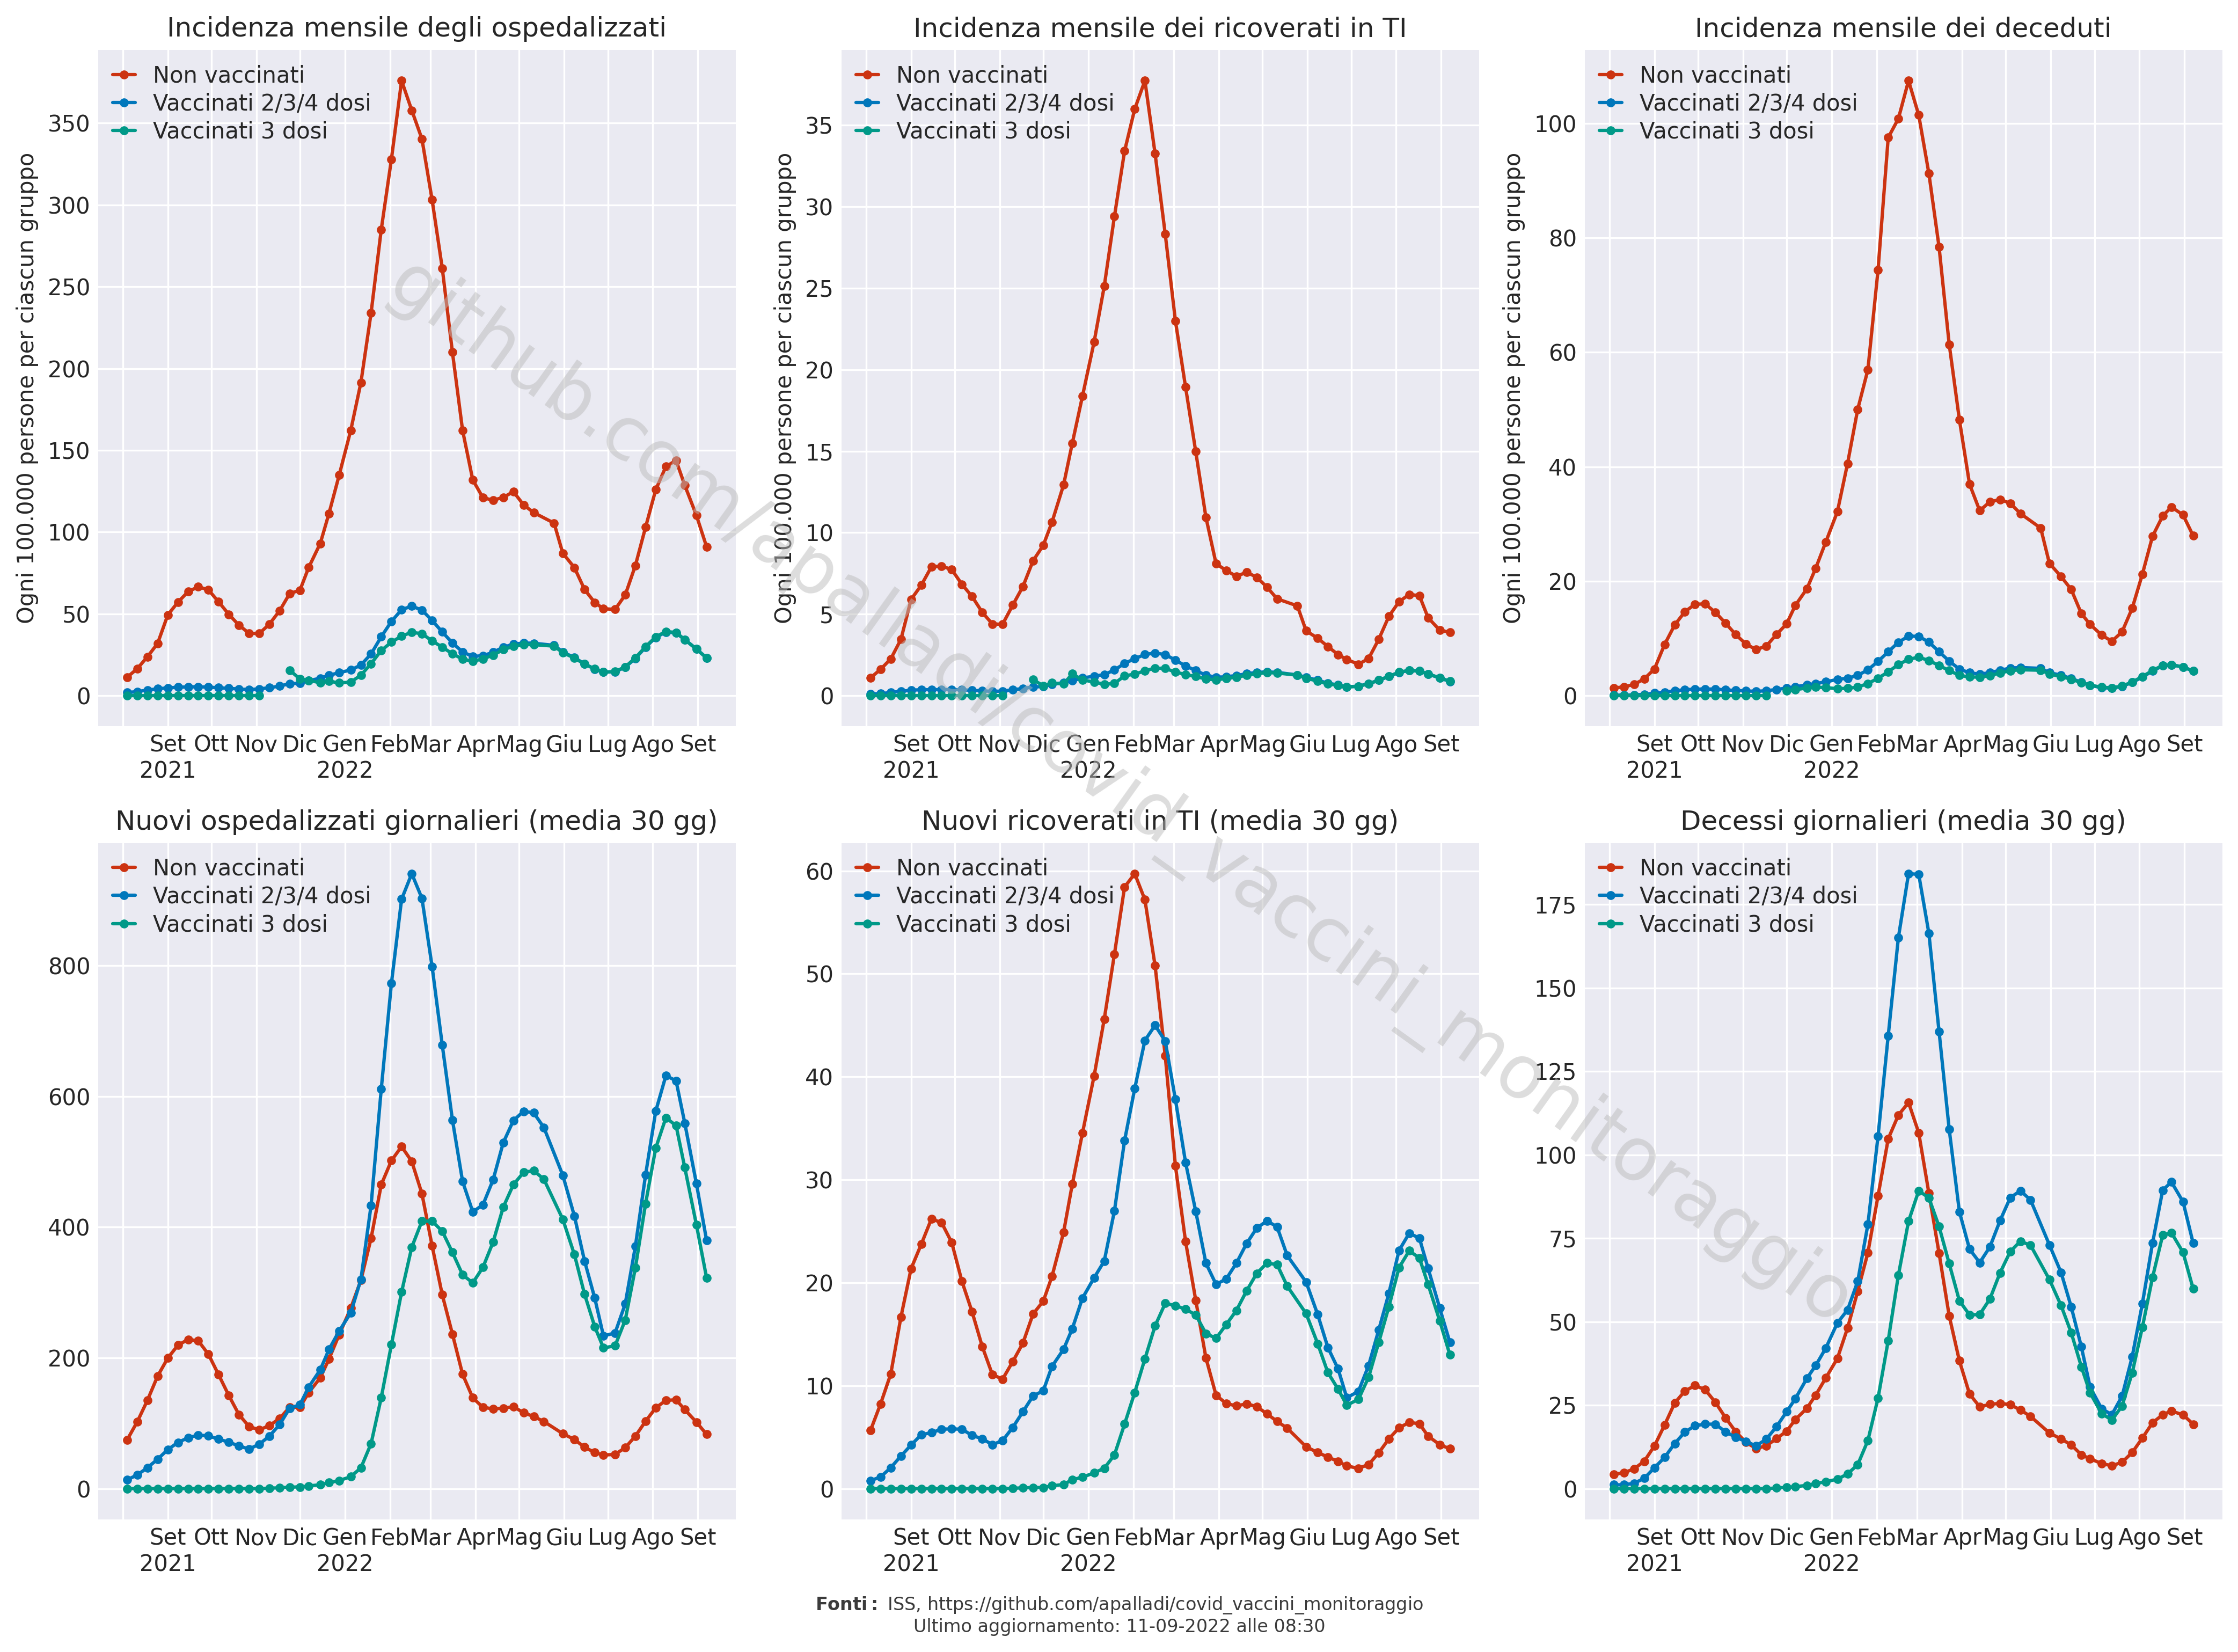 Incidenza mensile degli ospedalizzati
Incidenza mensile dei ricoverati in TI
Incidenza mensile dei deceduti
Ogni 100.000 persone per ciascun gruppo
Non vaccinati
Vaccinati 2/3/4 dosi
Vaccinati 3 dosi
350
300
250
200
150
100
50
0
Set Ott Nov Dic Gen Feb Mar Apr Mag Giu Lug Ago Set
2021 2022
Ogni 100.000 persone per ciascun gruppo
Non vaccinati
Vaccinati 2/3/4 dosi
Vaccinati 3 dosi
35
30
25
20
15
10
5
0
Set Ott Nov Dic Gen Feb Mar Apr Mag Giu Lug Ago Set
2021 2022
Ogni 100.000 persone per ciascun gruppo
Non vaccinati
Vaccinati 2/3/4 dosi
Vaccinati 3 dosi
100
80
60
40
20
0
Set Ott Nov Dic Gen Feb Mar Apr Mag Giu Lug Ago Set
2021 2022
github.com/apalladi/covid_vaccini_monitoraggio
Nuovi ospedalizzati giornalieri (media 30 gg)
Nuovi ricoverati in TI (media 30 gg)
Decessi giornalieri (media 30 gg)
Non vaccinati
Vaccinati 2/3/4 dosi
Vaccinati 3 dosi
800
600
400
200
0
Set Ott Nov Dic Gen Feb Mar Apr Mag Giu Lug Ago Set
2021 2022
Non vaccinati
Vaccinati 2/3/4 dosi
Vaccinati 3 dosi
60
50
40
30
20
10
0
Set Ott Nov Dic Gen Feb Mar Apr Mag Giu Lug Ago Set
2021 2022
Non vaccinati
Vaccinati 2/3/4 dosi
Vaccinati 3 dosi
175
150
125
100
75
50
25
0
Set Ott Nov Dic Gen Feb Mar Apr Mag Giu Lug Ago Set
2021 2022
Fonti: ISS, https://github.com/apalladi/covid_vaccini_monitoraggio
Ultimo aggiornamento: 11-09-2022 alle 08:30